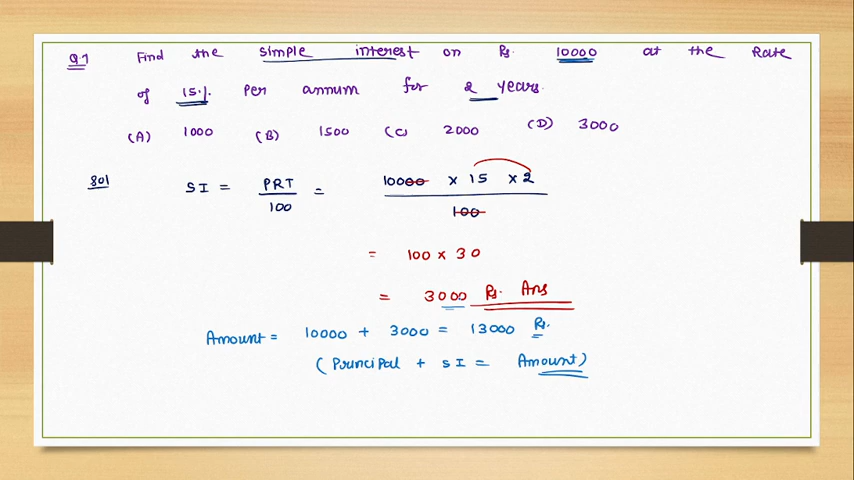 Q1 Find the simple interest on Rs. 10000 at the Rate
of 15% Per annum for 2 years.
(A) 1000 (B) 1500 (C) 2000 (D) 3000
Sol SI = PRT/100 = 10000 × 15 × 2/100
= 100 × 30
= 3000 Rs. Ans
Amount = 10000 + 3000 = 13000 Rs.
(Principal + SI = Amount)